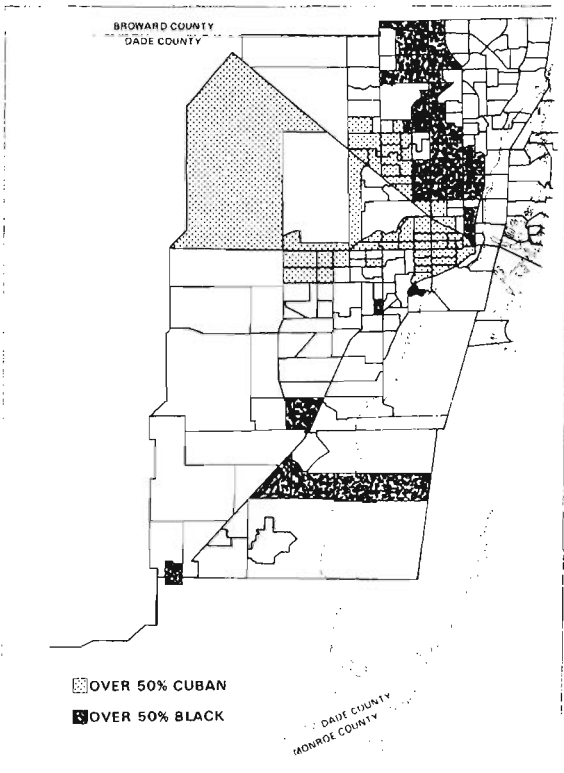 BROWARD COUNTY
DADE COUNTY
OVER 50% CUBAN
OVER 50% BLACK
DADE COUNTY
MONROE COUNTY